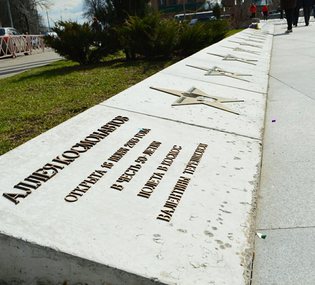 АЛЛЕЯ КОСМОНАВТОВ
ОТКРЫТА 16 ИЮНЯ 2013 ГОДА
В ЧЕСТЬ 50-ЛЕТИЯ
ПОЛЕТА В КОСМОС
ВАЛЕНТИНЫ ТЕРЕШКОВОЙ